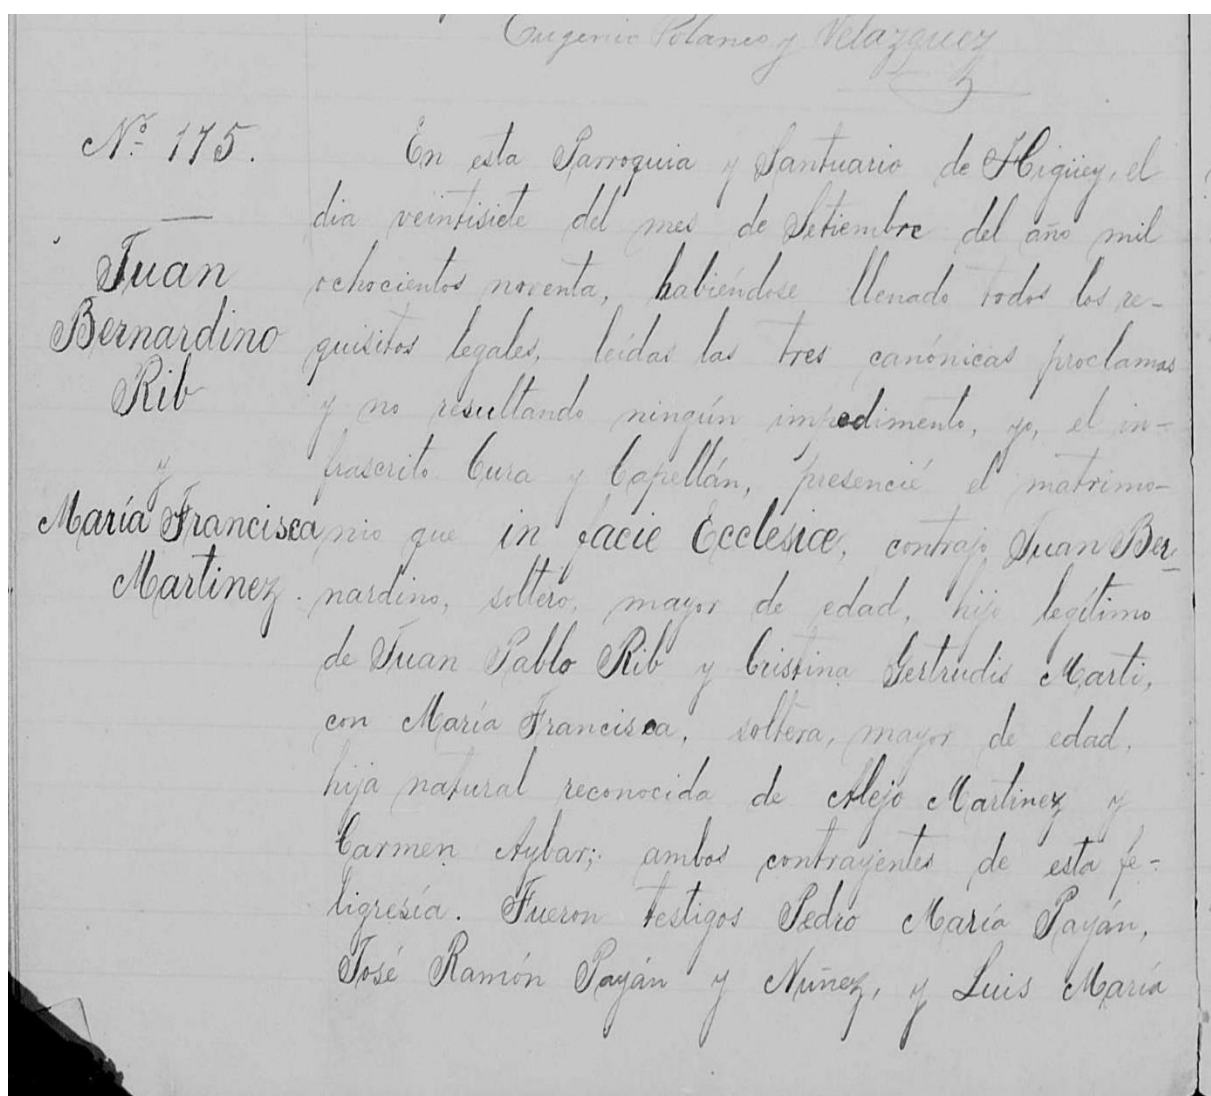 Eugenio Polanco y Velazquez
Nº 175.
Juan
Bernardino
Rib
y
María Francisca
Martinez.
En esta Parroquia y Santuario de Higüey, el
dia veintisiete del mes de Setiembre del año mil
ochocientos noventa, habiéndose llenado todos los re-
quisitos legales, leídas las tres canónicas proclamas
y no resultando ningún impedimento, yo, el in-
frascrito Cura y Capellán, presencié el matrimo-
nio que in facie Ecclesiæ, contrajo Juan Ber-
nardino, soltero, mayor de edad, hijo legítimo
de Juan Pablo Rib y Cristina Gertrudis Marti,
con María Francisca, soltera, mayor de edad,
hija natural reconocida de Alejo Martinez y
Carmen Aybar; ambos contrayentes de esta fe-
ligresía. Fueron testigos Pedro María Payán,
José Ramón Payán y Nuñez, y Luis María